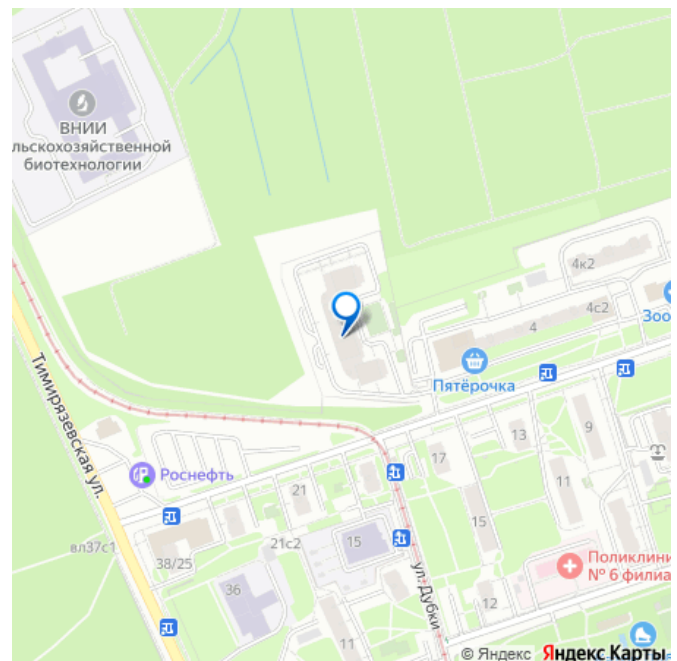 ВНИИ
льскохозяйственной
биотехнологии
4к2
4с2
Зоо
4
Пятёрочка
Тимирязевская ул.
Роснефть
17
13
9
11
21
15
21с2
15
вл37с1
38/25
36
ул. Дубки
Поликлини
№ 6 филиа
12
11
© Яндекс Яндекс Карты